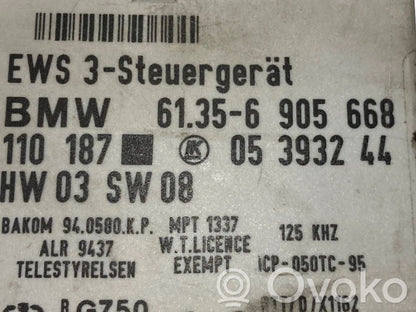 EWS 3-Steuergerät
BMW 61.35-6 905 668
110 187 K 05 3932 44
HW 03 SW 08
BAKOM 94.0580.K.P. MPT 1337 125 KHZ
ALR 9437 W.T.LICENCE
TELESTYRELSEN EXEMPT ICP-050TC-95
G750
OVOKO